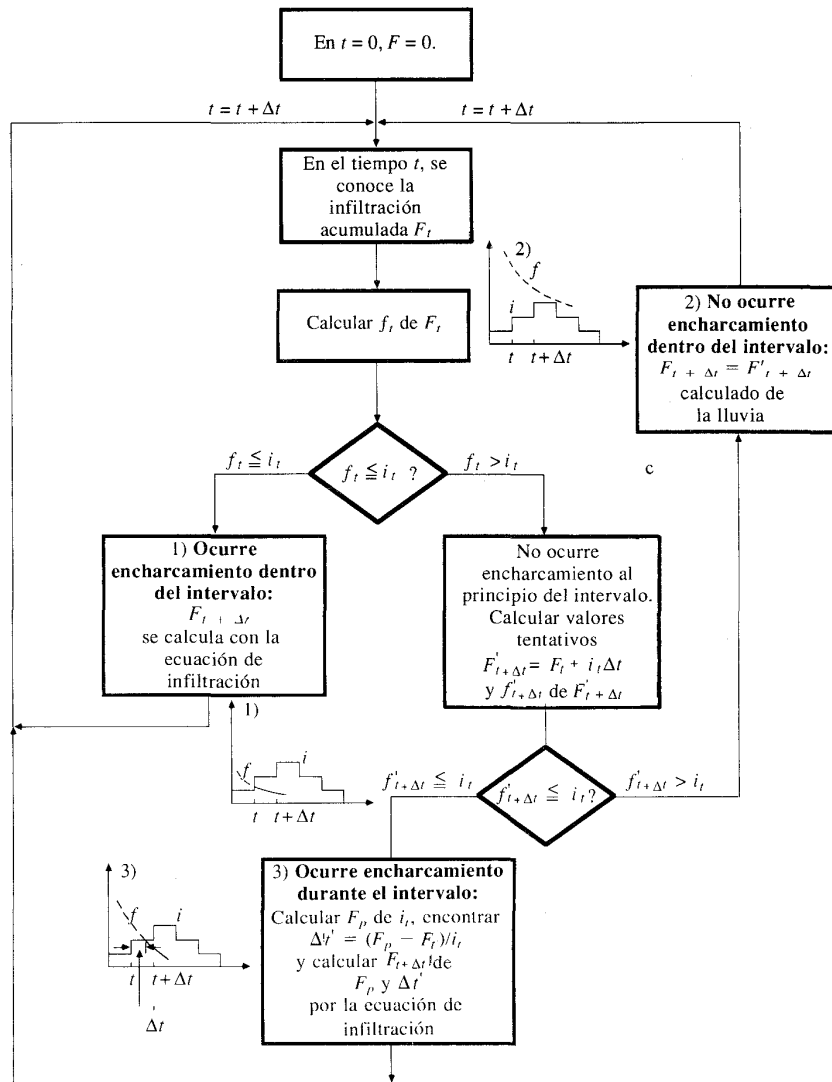 En t = 0, F = 0.
t = t + Δt
t = t + Δt
En el tiempo t, se
conoce la
infiltración
acumulada F_t
2)
f
i
t
t + Δt
2) No ocurre
encharcamiento
dentro del intervalo:
F_{t + Δt} = F'_{t + Δt}
calculado de
la lluvia
Calcular f_t de F_t
f_t ≦ i_t
f_t ≦ i_t ?
f_t > i_t
c
1) Ocurre
encharcamiento dentro
del intervalo:
F_{t + Δt}
se calcula con la
ecuación de
infiltración
No ocurre
encharcamiento al
principio del intervalo.
Calcular valores
tentativos
F'_{t+Δt} = F_t + i_tΔt
y f'_{t+Δt} de F'_{t+Δt}
1)
f
i
t
t + Δt
f'_{t+Δt} ≦ i_t
f'_{t+Δt} ≦ i_t?
f'_{t+Δt} > i_t
3)
f
i
t
t + Δt
Δt'
3) Ocurre encharcamiento
durante el intervalo:
Calcular F_p de i_t, encontrar
Δt' = (F_p − F_t)/i_t
y calcular F_{t+Δt} de
F_p y Δt'
por la ecuación de
infiltración